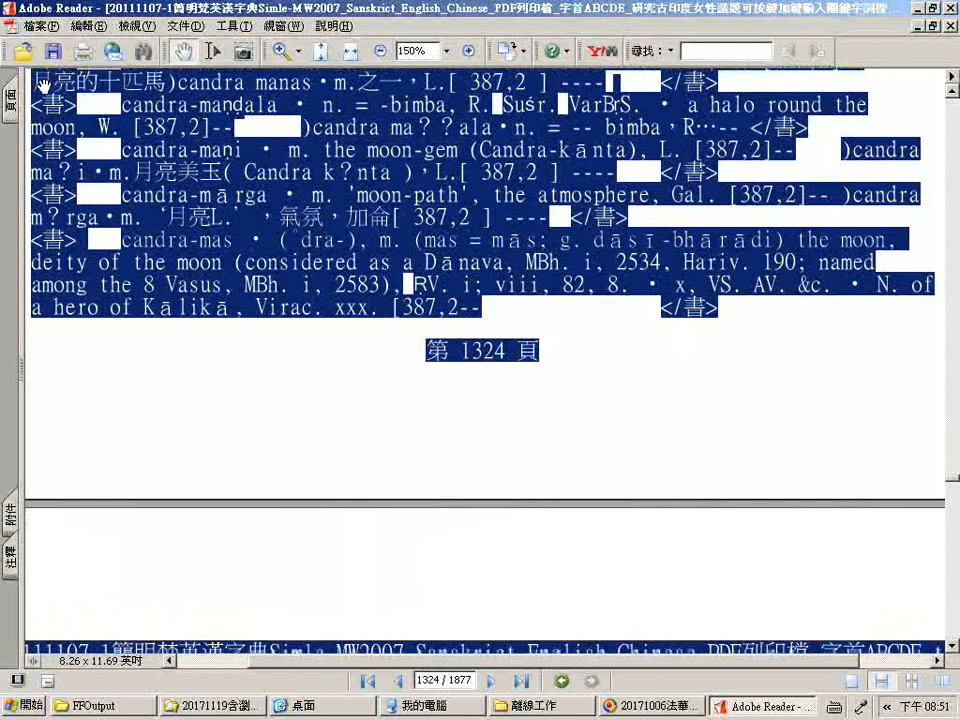 Adobe Reader - [20111107-1簡明梵英漢字典Simle-MW2007_Sanskrict_English_Chinese_PDF列印檔_字首ABCDE_研究古印度女性議題可按鍵加鍵輸入關鍵字詞搜
檔案(F) 編輯(E) 檢視(V) 文件(D) 工具(T) 視窗(W) 說明(H)
150% Y! 尋找：
頁面
月亮的十匹馬)candra manas‧m.之一，L.[ 387,2 ] ---- </書>
<書> candra-maṇḍala ‧ n. = -bimba, R. Suśr. VarBṛS. ‧ a halo round the
moon, W. [387,2]-- )candra ma？？ala‧n. = -- bimba，R…-- </書>
<書> candra-maṇi ‧ m. the moon-gem (Candra-kānta), L. [387,2]-- )candra
ma？i‧m.月亮美玉( Candra k？nta )，L.[ 387,2 ] ---- </書>
<書> candra-mārga ‧ m. 'moon-path', the atmosphere, Gal. [387,2]-- )candra
m？rga‧m.‘月亮L.’，氣氛，加侖[ 387,2 ] ---- </書>
<書> candra-mas ‧ (°dra-), m. (mas = mās; g. dāsī-bhārādi) the moon,
deity of the moon (considered as a Dānava, MBh. i, 2534, Hariv. 190; named
among the 8 Vasus, MBh. i, 2583), RV. i; viii, 82, 8. ‧ x, VS. AV. &c. ‧ N. of
a hero of Kālikā, Virac. xxx. [387,2-- </書>
第 1324 頁
附件
註釋
8.26 x 11.69 英吋
1324 / 1877
開始 FFOutput 20171119含瀏... 桌面 我的電腦 離線工作 20171006法華... Adobe Reader - ... 下午 08:51